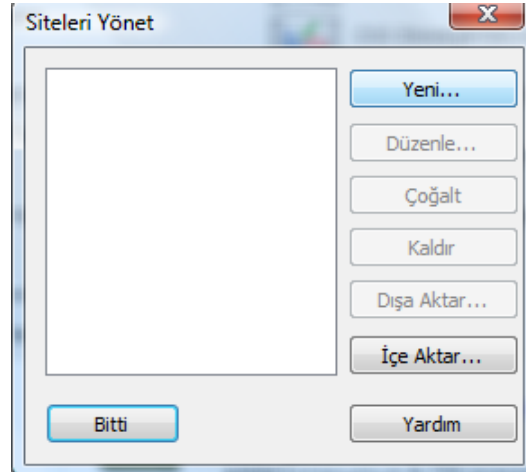 Siteleri Yönet
Yeni...
Düzenle...
Çoğalt
Kaldır
Dışa Aktar...
İçe Aktar...
Bitti
Yardım